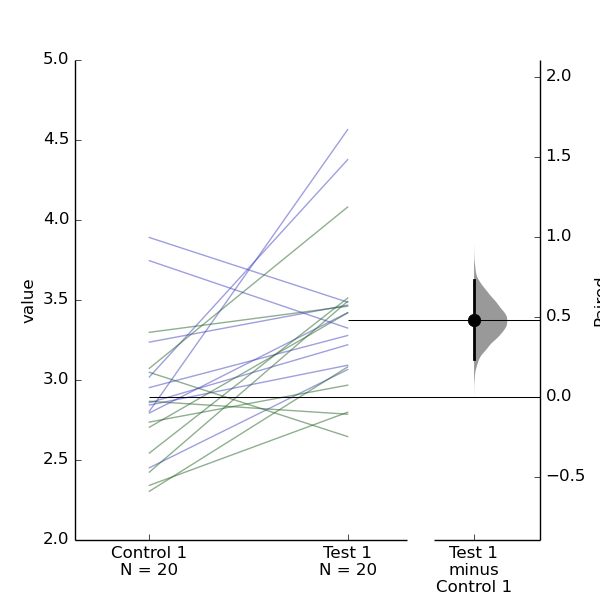 5.0
4.5
4.0
3.5
3.0
2.5
2.0
value
Control 1
N = 20
Test 1
N = 20
2.0
1.5
1.0
0.5
0.0
−0.5
Test 1
minus
Control 1
Paired